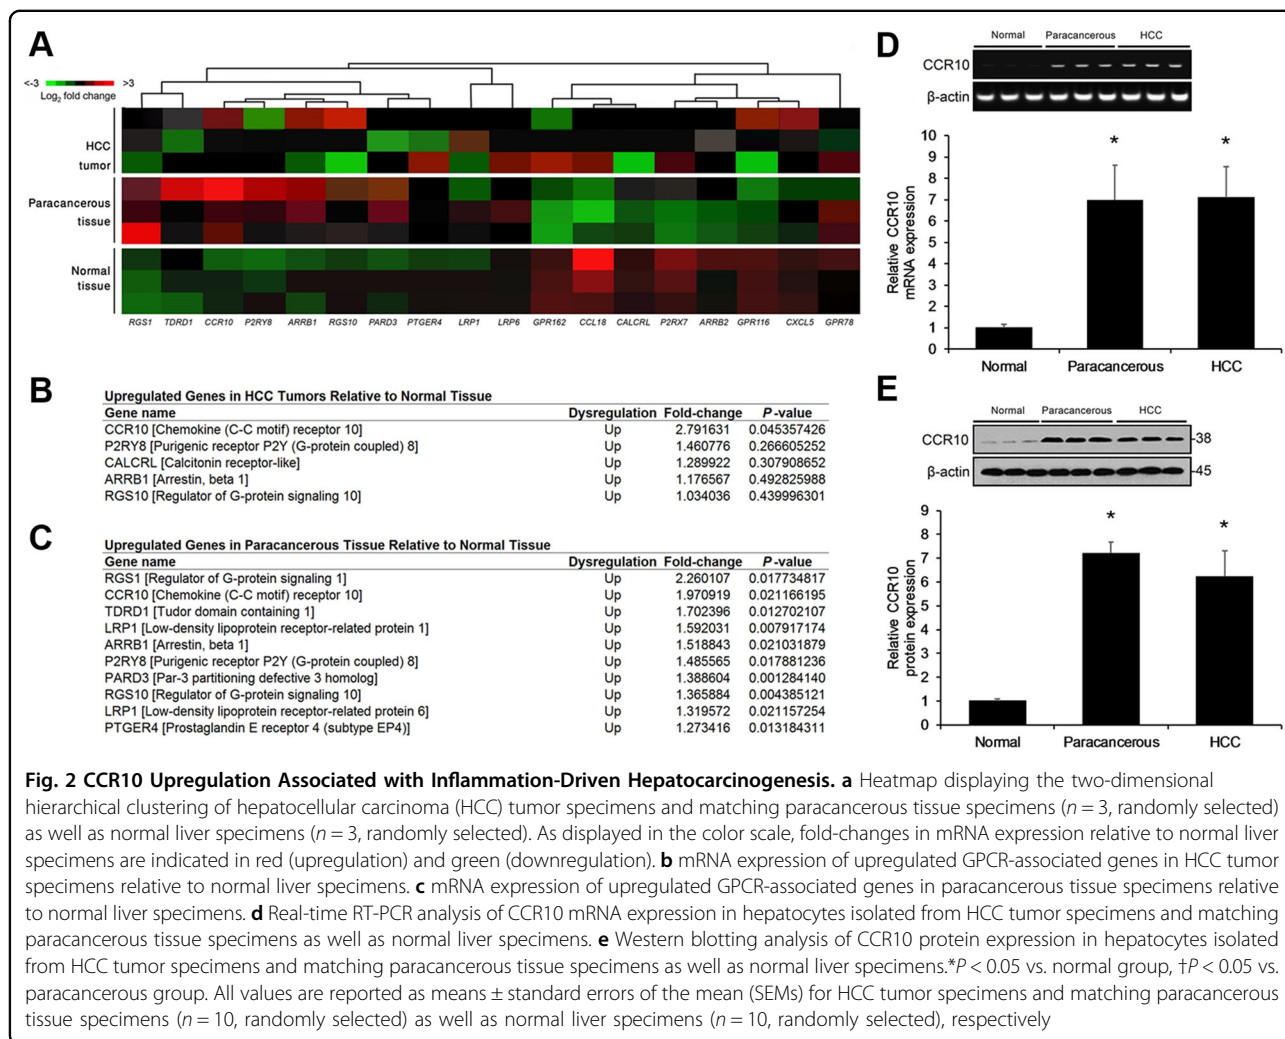 A
<-3 >3
Log2 fold change
HCC
tumor
Paracancerous
tissue
Normal
tissue
RGS1 TDRD1 CCR10 P2RY8 ARRB1 RGS10 PARD3 PTGER4 LRP1 LRP6 GPR162 CCL18 CALCRL P2RX7 ARRB2 GPR116 CXCL5 GPR78
B
Upregulated Genes in HCC Tumors Relative to Normal Tissue
Gene name Dysregulation Fold-change P-value
CCR10 [Chemokine (C-C motif) receptor 10] Up 2.791631 0.045357426
P2RY8 [Purigenic receptor P2Y (G-protein coupled) 8] Up 1.460776 0.266605252
CALCRL [Calcitonin receptor-like] Up 1.289922 0.307908652
ARRB1 [Arrestin, beta 1] Up 1.176567 0.492825988
RGS10 [Regulator of G-protein signaling 10] Up 1.034036 0.439996301
C
Upregulated Genes in Paracancerous Tissue Relative to Normal Tissue
Gene name Dysregulation Fold-change P-value
RGS1 [Regulator of G-protein signaling 1] Up 2.260107 0.017734817
CCR10 [Chemokine (C-C motif) receptor 10] Up 1.970919 0.021166195
TDRD1 [Tudor domain containing 1] Up 1.702396 0.012702107
LRP1 [Low-density lipoprotein receptor-related protein 1] Up 1.592031 0.007917174
ARRB1 [Arrestin, beta 1] Up 1.518843 0.021031879
P2RY8 [Purigenic receptor P2Y (G-protein coupled) 8] Up 1.485565 0.017881236
PARD3 [Par-3 partitioning defective 3 homolog] Up 1.388604 0.001284140
RGS10 [Regulator of G-protein signaling 10] Up 1.365884 0.004385121
LRP1 [Low-density lipoprotein receptor-related protein 6] Up 1.319572 0.021157254
PTGER4 [Prostaglandin E receptor 4 (subtype EP4)] Up 1.273416 0.013184311
D
Normal Paracancerous HCC
CCR10
β-actin
Relative CCR10
mRNA expression
10
9
8
7
6
5
4
3
2
1
0
* *
Normal Paracancerous HCC
E
Normal Paracancerous HCC
CCR10 -38
β-actin -45
Relative CCR10
protein expression
9
8
7
6
5
4
3
2
1
0
* *
Normal Paracancerous HCC
Fig. 2 CCR10 Upregulation Associated with Inflammation-Driven Hepatocarcinogenesis. a Heatmap displaying the two-dimensional
hierarchical clustering of hepatocellular carcinoma (HCC) tumor specimens and matching paracancerous tissue specimens (n = 3, randomly selected)
as well as normal liver specimens (n = 3, randomly selected). As displayed in the color scale, fold-changes in mRNA expression relative to normal liver
specimens are indicated in red (upregulation) and green (downregulation). b mRNA expression of upregulated GPCR-associated genes in HCC tumor
specimens relative to normal liver specimens. c mRNA expression of upregulated GPCR-associated genes in paracancerous tissue specimens relative
to normal liver specimens. d Real-time RT-PCR analysis of CCR10 mRNA expression in hepatocytes isolated from HCC tumor specimens and matching
paracancerous tissue specimens as well as normal liver specimens. e Western blotting analysis of CCR10 protein expression in hepatocytes isolated
from HCC tumor specimens and matching paracancerous tissue specimens as well as normal liver specimens.*P < 0.05 vs. normal group, †P < 0.05 vs.
paracancerous group. All values are reported as means ± standard errors of the mean (SEMs) for HCC tumor specimens and matching paracancerous
tissue specimens (n = 10, randomly selected) as well as normal liver specimens (n = 10, randomly selected), respectively